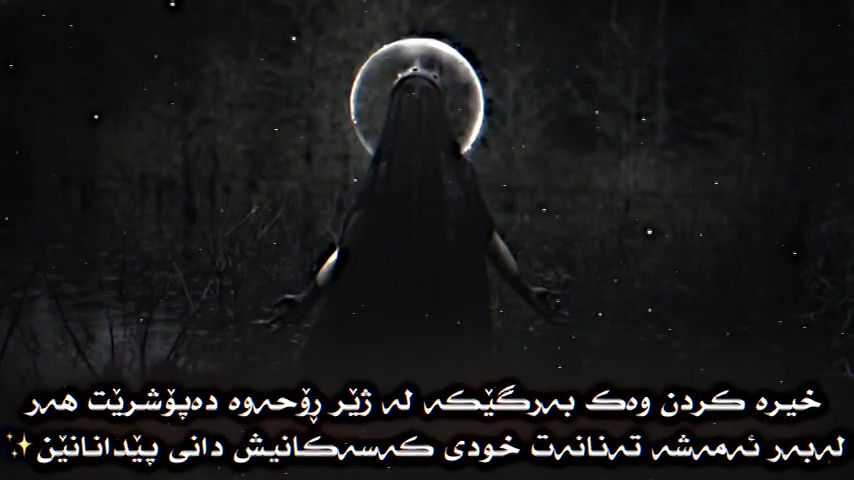 خیرە کردن وەک بەرگێکە لە ژێر ڕۆحەوە دەپۆشرێت هەر
لەبەر ئەمەشە تەنانەت خودی کەسەکانیش دانی پێدانانێن✨